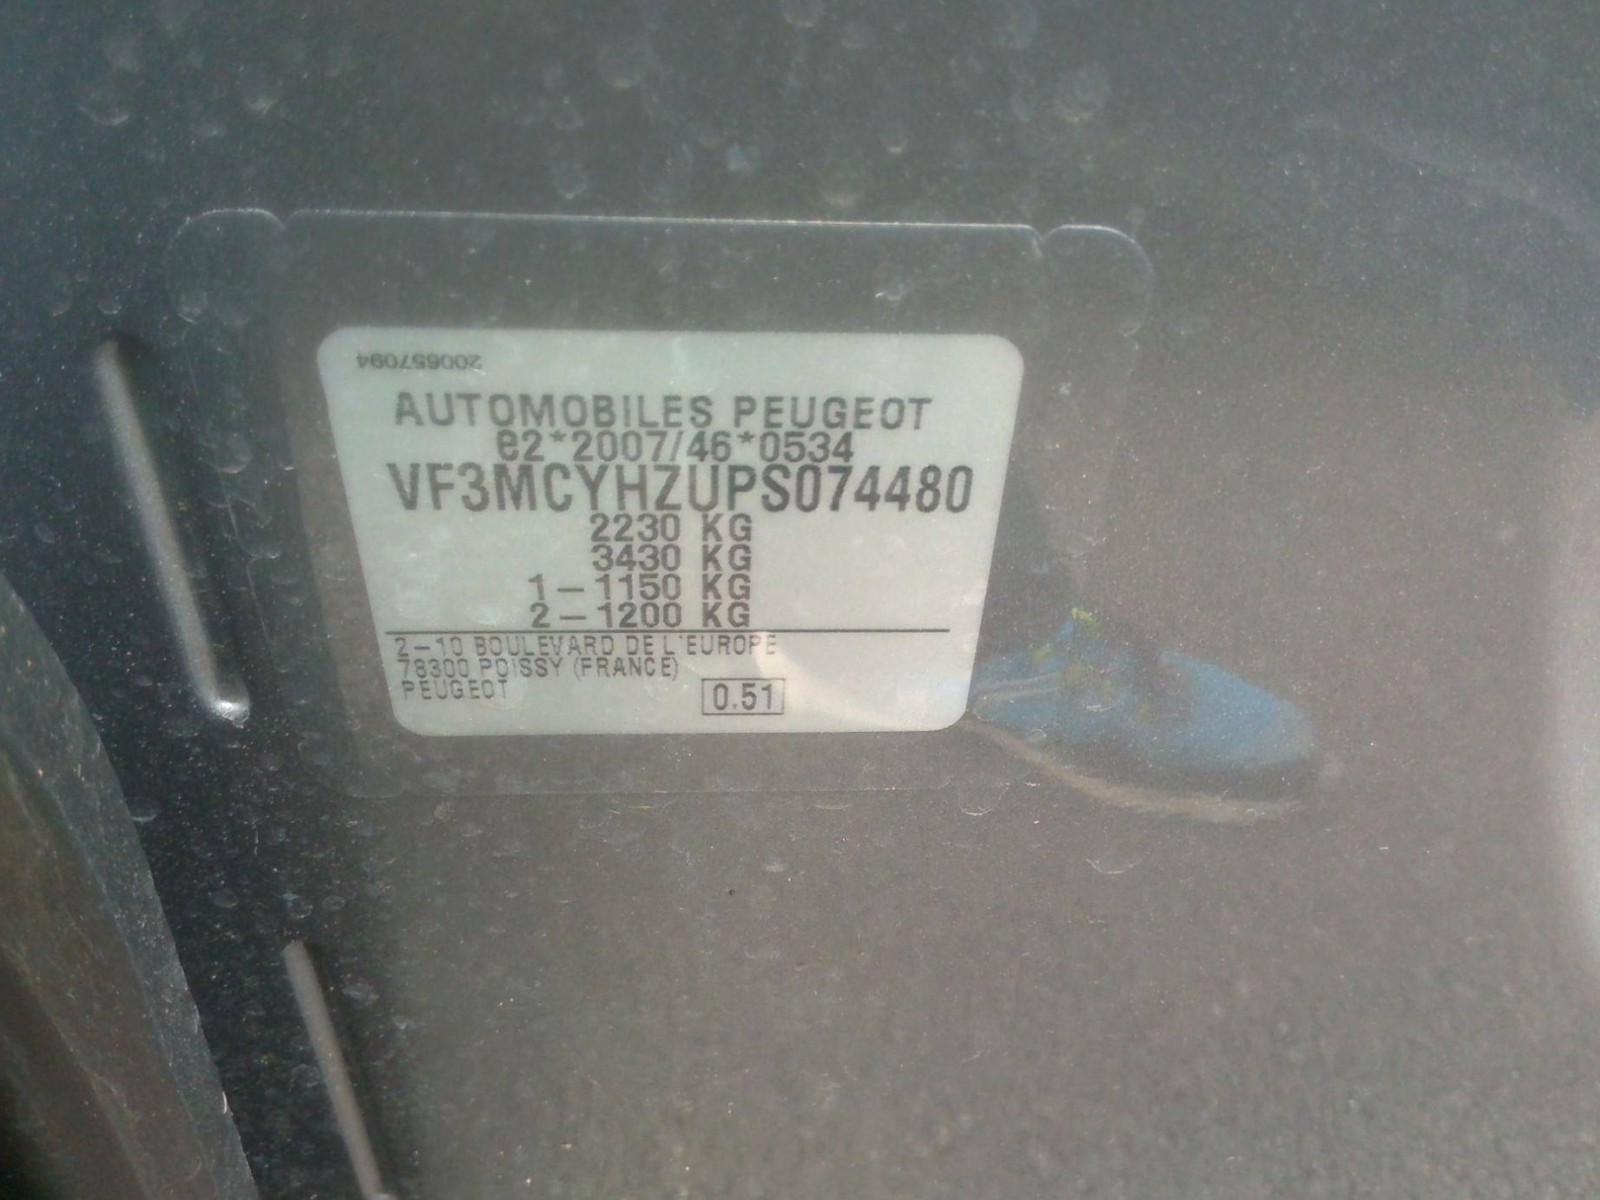 200657094
AUTOMOBILES PEUGEOT
e2*2007/46*0534
VF3MCYHZUPS074480
2230 KG
3430 KG
1-1150 KG
2-1200 KG
2-10 BOULEVARD DE L'EUROPE
78300 POISSY (FRANCE)
PEUGEOT
0.51